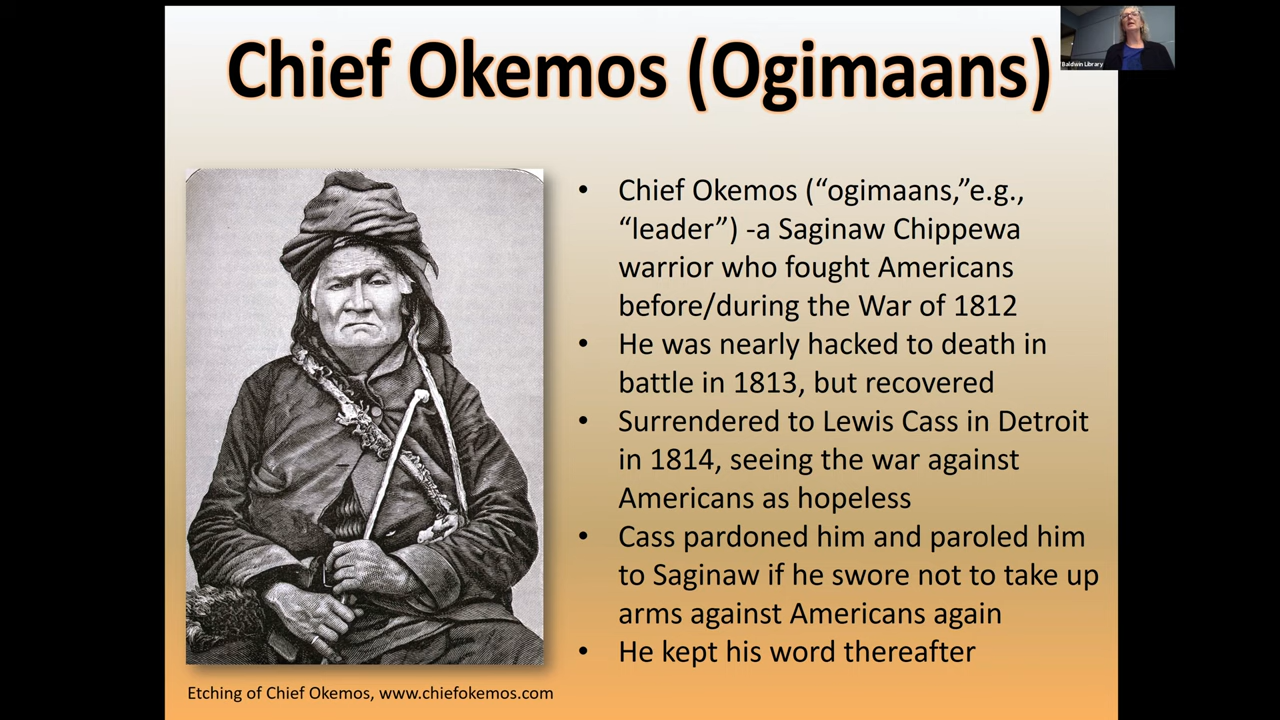 Chief Okemos (Ogimaans)
Baldwin Library
• Chief Okemos (“ogimaans,”e.g.,
“leader”) -a Saginaw Chippewa
warrior who fought Americans
before/during the War of 1812
• He was nearly hacked to death in
battle in 1813, but recovered
• Surrendered to Lewis Cass in Detroit
in 1814, seeing the war against
Americans as hopeless
• Cass pardoned him and paroled him
to Saginaw if he swore not to take up
arms against Americans again
• He kept his word thereafter
Etching of Chief Okemos, www.chiefokemos.com